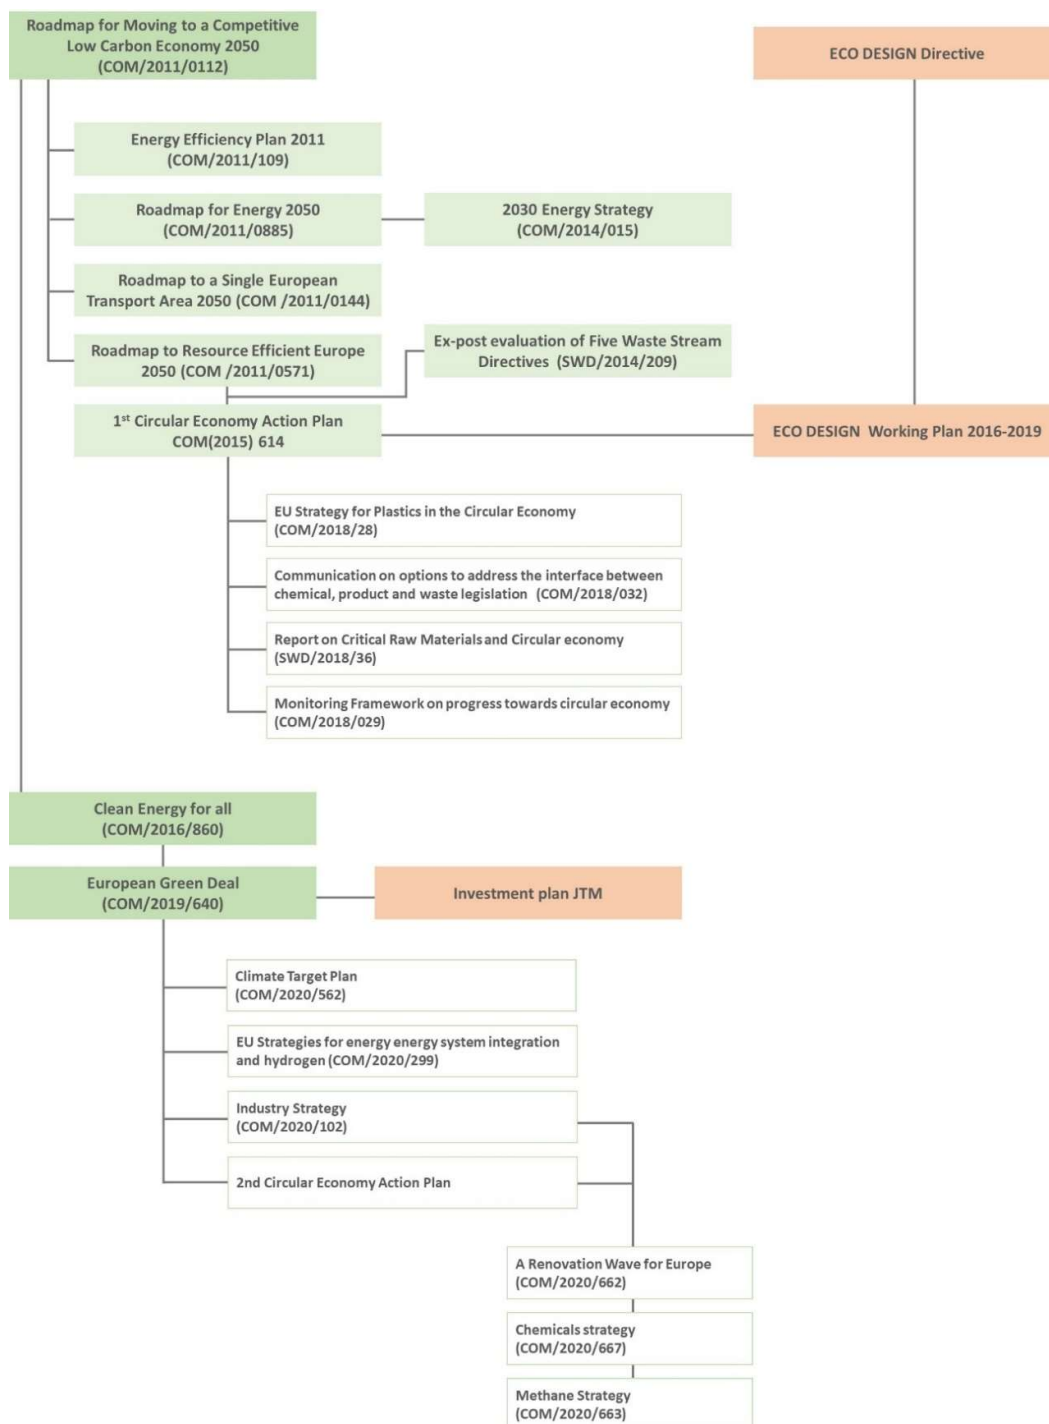 Roadmap for Moving to a Competitive
Low Carbon Economy 2050
(COM/2011/0112)
ECO DESIGN Directive
Energy Efficiency Plan 2011
(COM/2011/109)
Roadmap for Energy 2050
(COM/2011/0885)
2030 Energy Strategy
(COM/2014/015)
Roadmap to a Single European
Transport Area 2050 (COM /2011/0144)
Roadmap to Resource Efficient Europe
2050 (COM /2011/0571)
Ex-post evaluation of Five Waste Stream
Directives (SWD/2014/209)
1st Circular Economy Action Plan
COM(2015) 614
ECO DESIGN Working Plan 2016-2019
EU Strategy for Plastics in the Circular Economy
(COM/2018/28)
Communication on options to address the interface between
chemical, product and waste legislation (COM/2018/032)
Report on Critical Raw Materials and Circular economy
(SWD/2018/36)
Monitoring Framework on progress towards circular economy
(COM/2018/029)
Clean Energy for all
(COM/2016/860)
European Green Deal
(COM/2019/640)
Investment plan JTM
Climate Target Plan
(COM/2020/562)
EU Strategies for energy energy system integration
and hydrogen (COM/2020/299)
Industry Strategy
(COM/2020/102)
2nd Circular Economy Action Plan
A Renovation Wave for Europe
(COM/2020/662)
Chemicals strategy
(COM/2020/667)
Methane Strategy
(COM/2020/663)